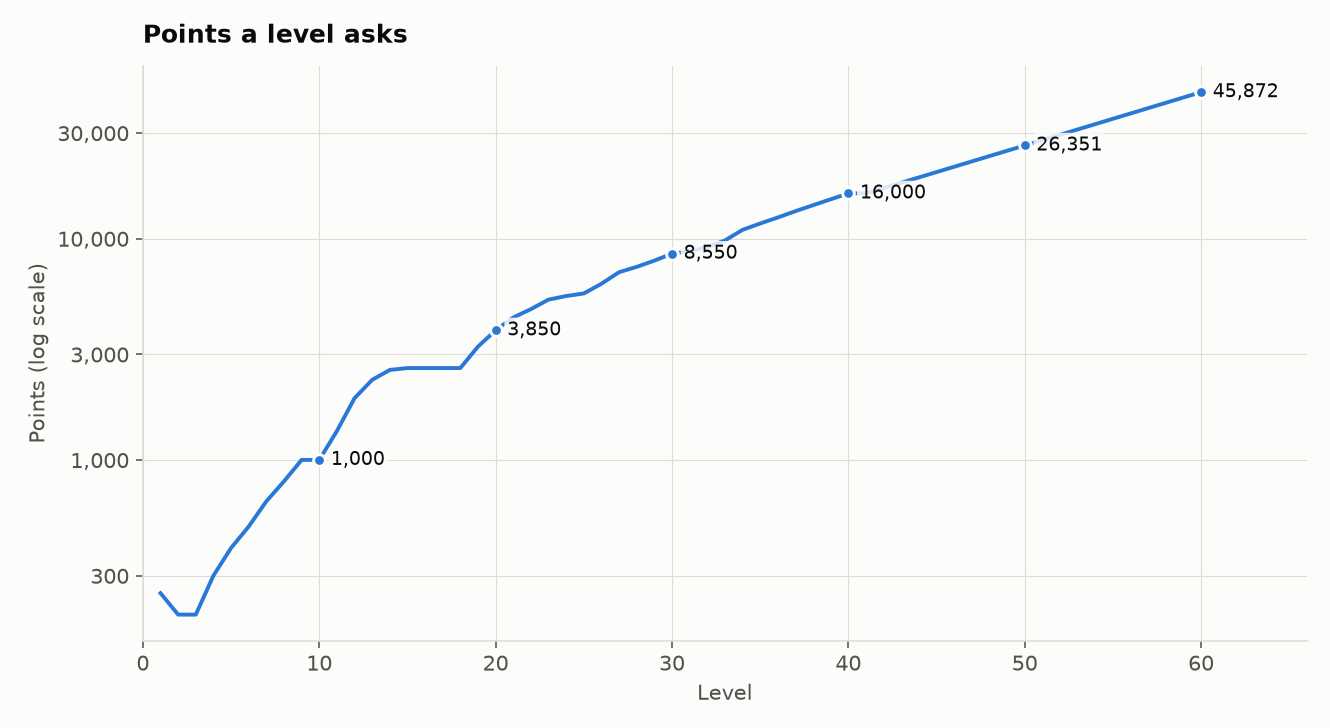 Points a level asks
Points (log scale)
30,000
10,000
3,000
1,000
300
45,872
26,351
16,000
8,550
3,850
1,000
0 10 20 30 40 50 60
Level